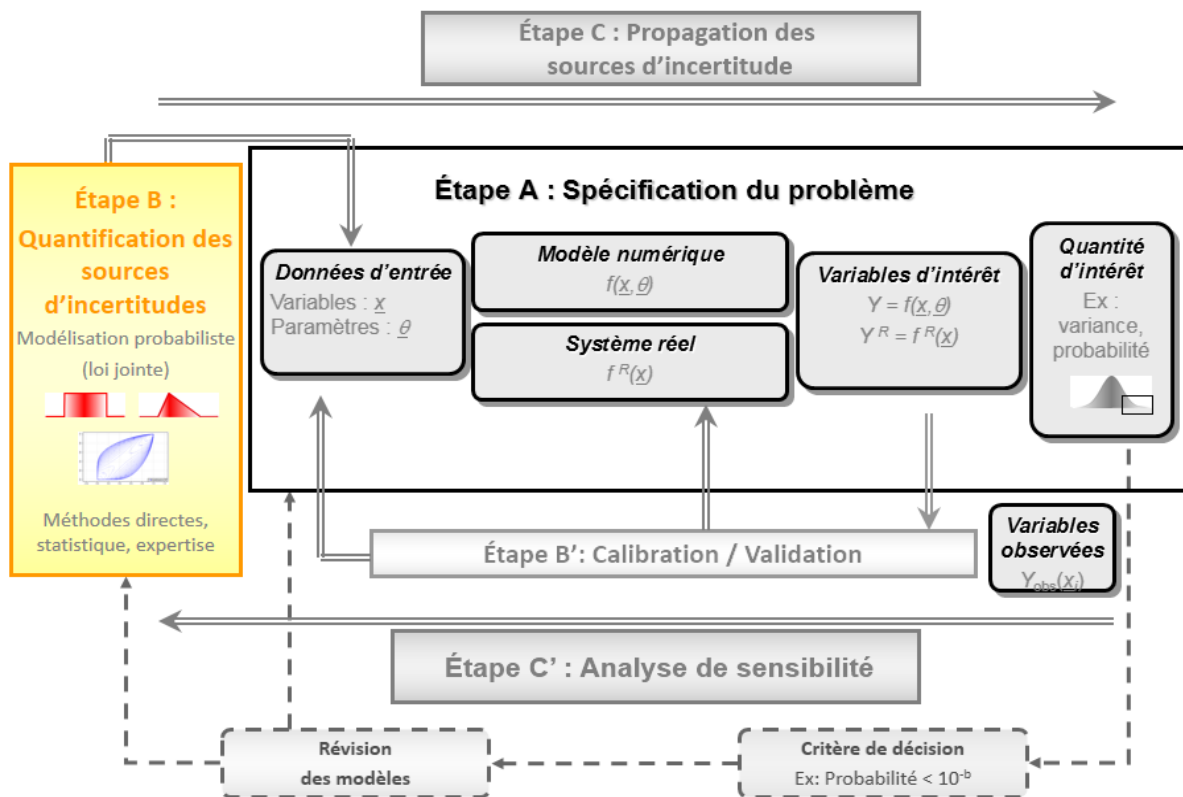 Étape C : Propagation des
sources d'incertitude
Étape B :
Quantification des
sources
d'incertitudes
Modélisation probabiliste
(loi jointe)
Méthodes directes,
statistique, expertise
Étape A : Spécification du problème
Données d'entrée
Variables : x
Paramètres : θ
Modèle numérique
f(x,θ)
Système réel
f R(x)
Variables d'intérêt
Y = f(x,θ)
Y R = f R(x)
Quantité
d'intérêt
Ex :
variance,
probabilité
Étape B': Calibration / Validation
Variables
observées
Yobs(xi)
Étape C' : Analyse de sensibilité
Révision
des modèles
Critère de décision
Ex: Probabilité < 10-b